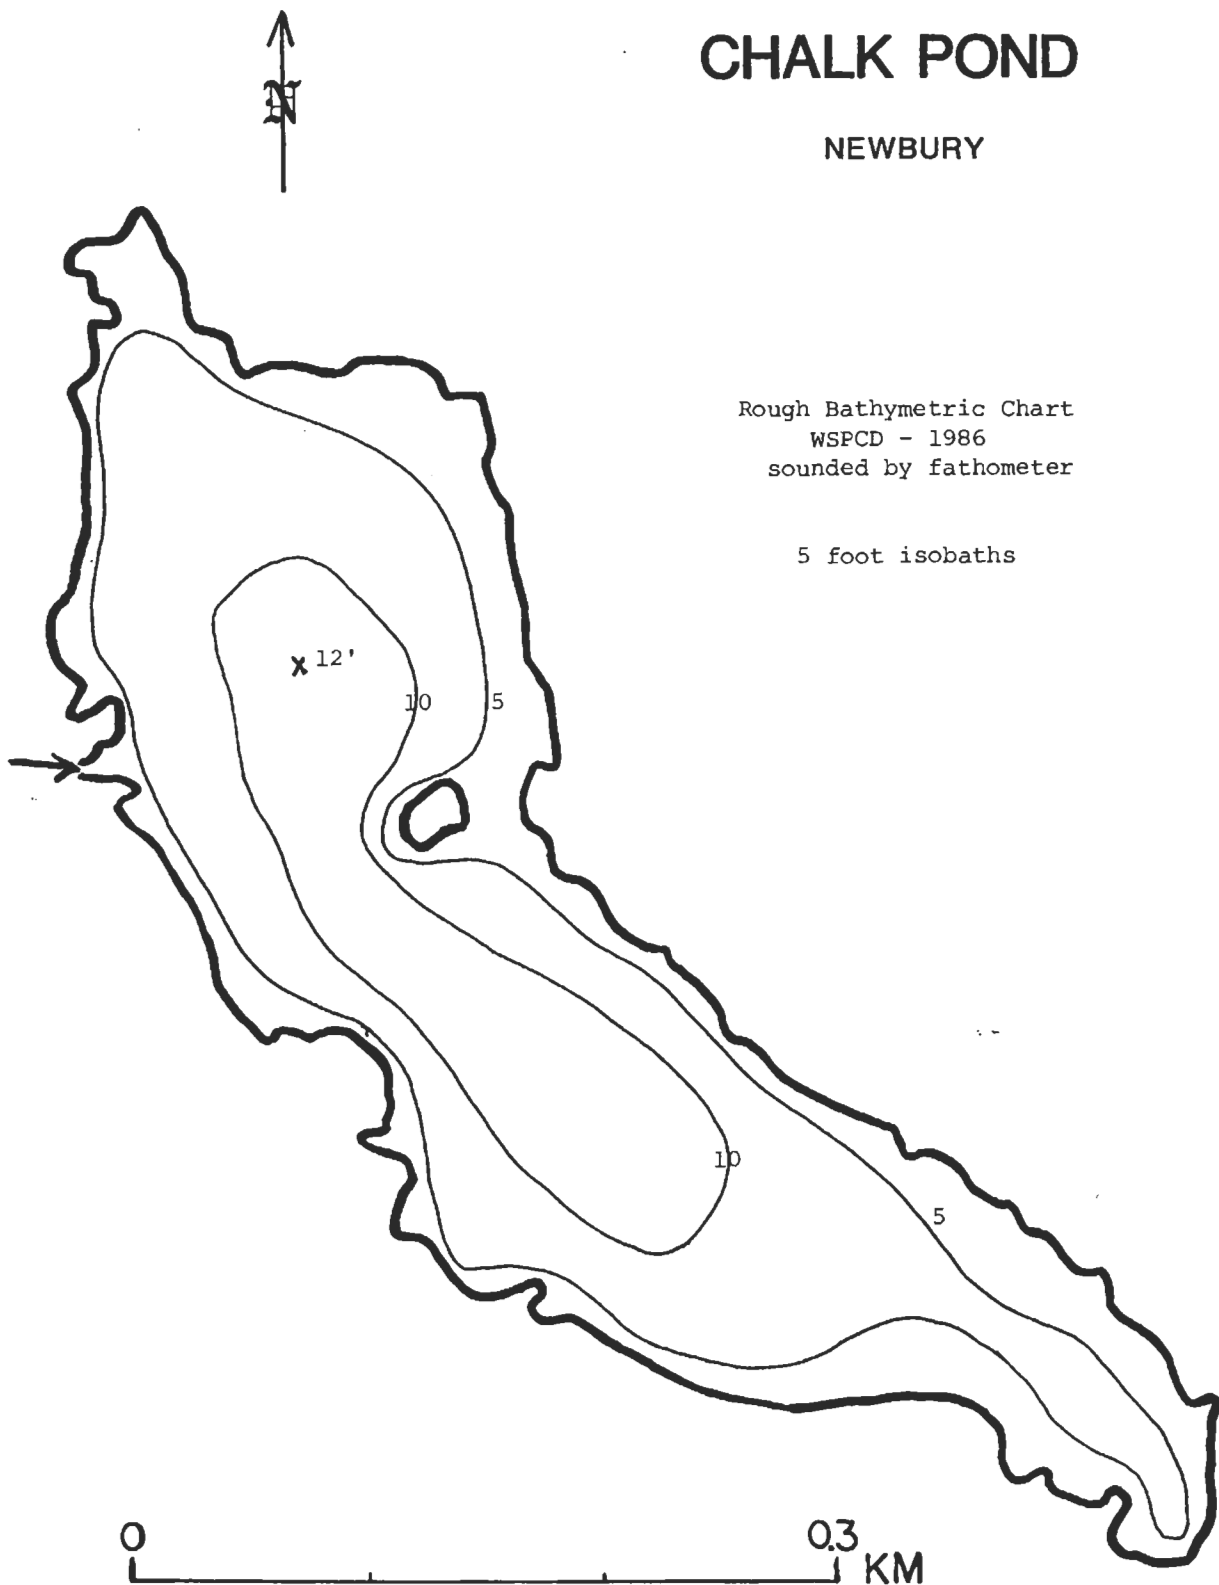 N
CHALK POND
NEWBURY
Rough Bathymetric Chart
WSPCD - 1986
sounded by fathometer
5 foot isobaths
x 12'
10
5
10
5
0
0.3
KM